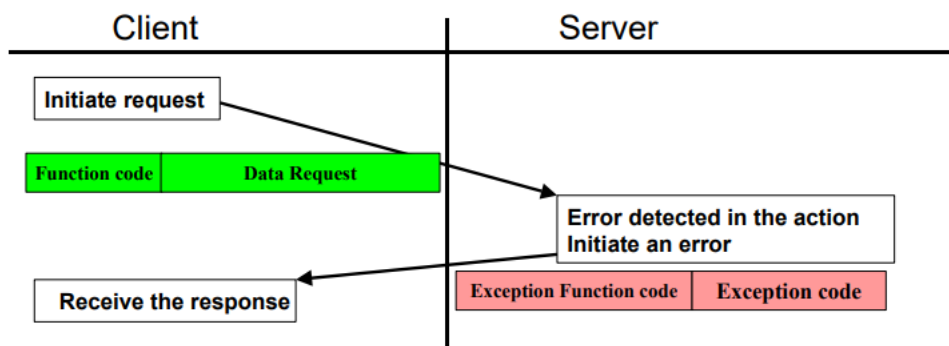 Client
Server
Initiate request
Function code
Data Request
Error detected in the action
Initiate an error
Exception Function code
Exception code
Receive the response